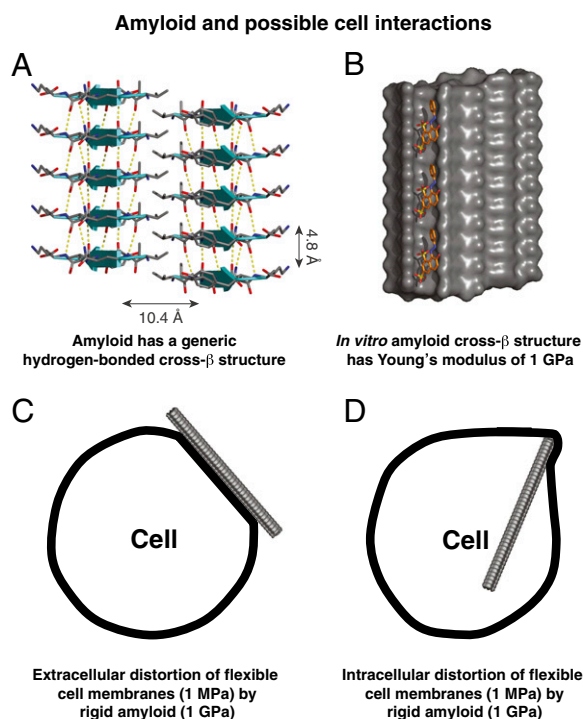 Amyloid and possible cell interactions
A
B
4.8 Å
10.4 Å
Amyloid has a generic
hydrogen-bonded cross-β structure
In vitro amyloid cross-β structure
has Young's modulus of 1 GPa
C
D
Cell
Cell
Extracellular distortion of flexible
cell membranes (1 MPa) by
rigid amyloid (1 GPa)
Intracellular distortion of flexible
cell membranes (1 MPa) by
rigid amyloid (1 GPa)